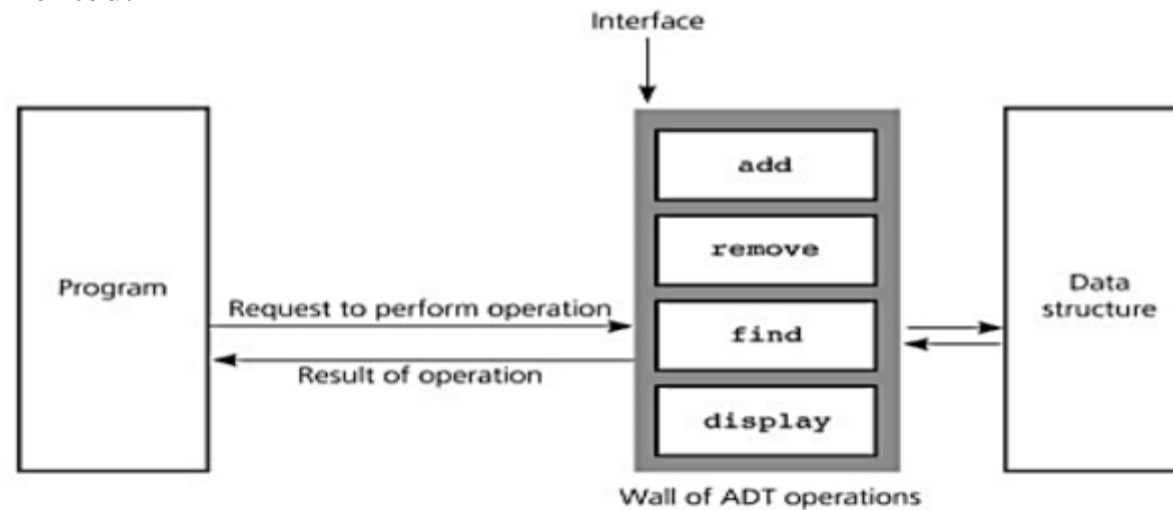 Interface
add
remove
Program
Request to perform operation
find
Result of operation
display
Data
structure
Wall of ADT operations